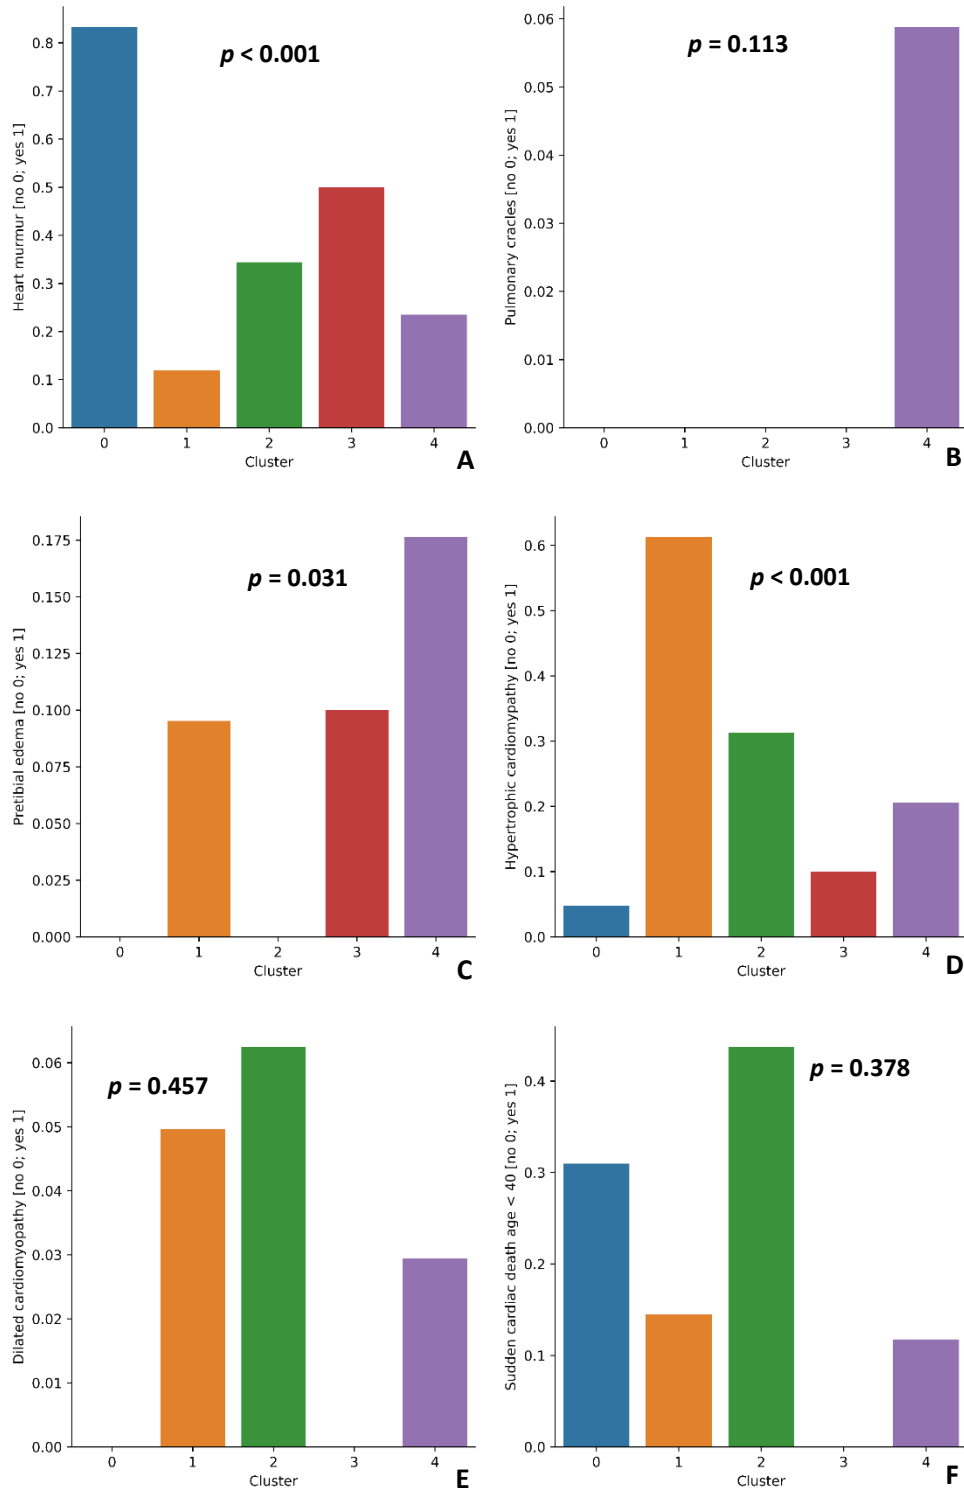 Heart murmur [no 0; yes 1]
0.8
0.7
0.6
0.5
0.4
0.3
0.2
0.1
0.0
p < 0.001
0 1 2 3 4
Cluster
A
Pulmonary cracles [no 0; yes 1]
0.06
0.05
0.04
0.03
0.02
0.01
0.00
p = 0.113
0 1 2 3 4
Cluster
B
Pretibial edema [no 0; yes 1]
0.175
0.150
0.125
0.100
0.075
0.050
0.025
0.000
p = 0.031
0 1 2 3 4
Cluster
C
Hypertrophic cardiomypathy [no 0; yes 1]
0.6
0.5
0.4
0.3
0.2
0.1
0.0
p < 0.001
0 1 2 3 4
Cluster
D
Dilated cardiomyopathy [no 0; yes 1]
0.06
0.05
0.04
0.03
0.02
0.01
0.00
p = 0.457
0 1 2 3 4
Cluster
E
Sudden cardiac death age < 40 [no 0; yes 1]
0.4
0.3
0.2
0.1
0.0
p = 0.378
0 1 2 3 4
Cluster
F